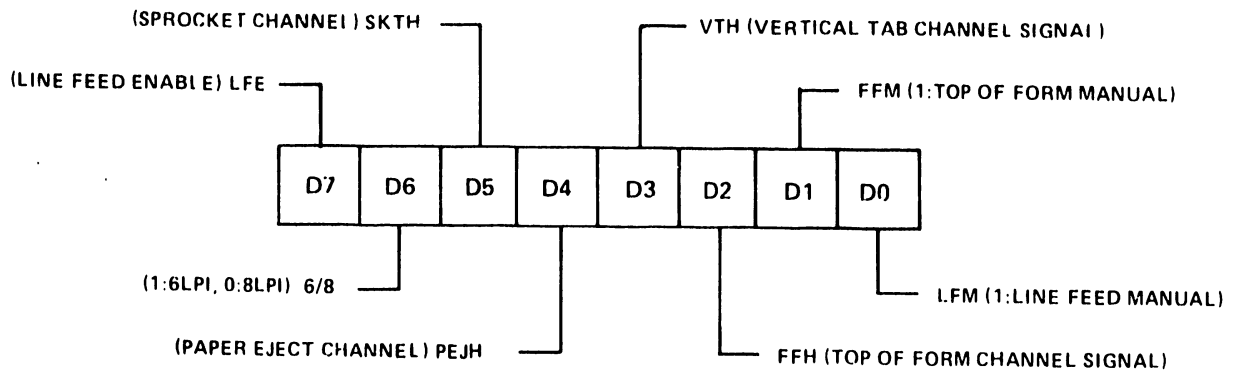 (SPROCKET CHANNEL) SKTH
VTH (VERTICAL TAB CHANNEL SIGNAL)
(LINE FEED ENABLE) LFE
FFM (1:TOP OF FORM MANUAL)
D7 D6 D5 D4 D3 D2 D1 D0
(1:6LPI, 0:8LPI) 6/8
LFM (1:LINE FEED MANUAL)
(PAPER EJECT CHANNEL) PEJH
FFH (TOP OF FORM CHANNEL SIGNAL)